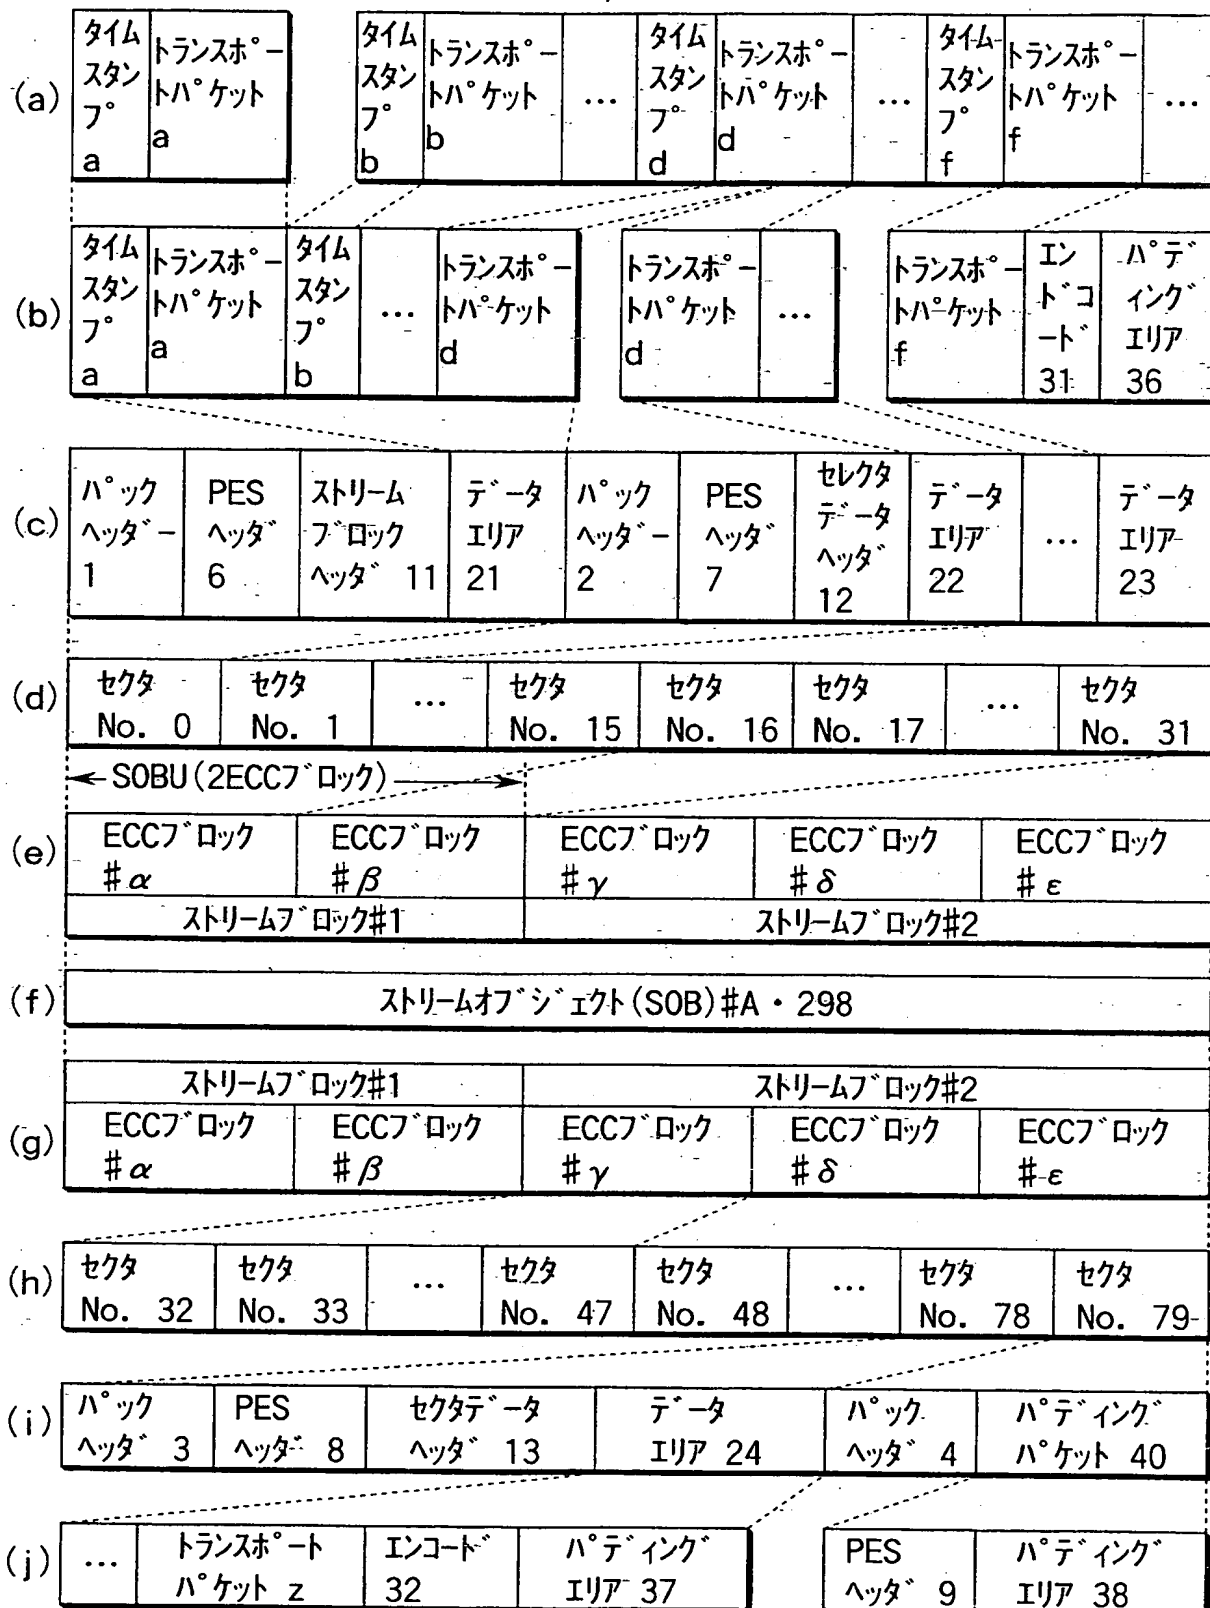 (a)
タイム
スタン
プ
a
トランスポー
トパケット
a
タイム
スタン
プ
b
トランスポー
トパケット
b
...
タイム
スタン
プ
d
トランスポー
トパケット
d
...
タイム
スタン
プ
f
トランスポー
トパケット
f
...
(b)
タイム
スタン
プ
a
トランスポー
トパケット
a
タイム
スタン
プ
b
...
トランスポー
トパケット
d
トランスポー
トパケット
d
...
トランスポー
トパーケット
f
エン
ドコ
ード
31
パデ
ィング
エリア
36
(c)
パック
ヘッダー
1
PES
ヘッダ
6
ストリーム
ブロック
ヘッダ 11
データ
エリア
21
パック
ヘッダー
2
PES
ヘッダ
7
セレクタ
データ
ヘッダ
12
データ
エリア
22
...
データ
エリア
23
(d)
セクタ
No. 0
セクタ
No. 1
...
セクタ
No. 15
セクタ
No. 16
セクタ
No. 17
...
セクタ
No. 31
SOBU(2ECCブロック)
(e)
ECCブロック
#α
ECCブロック
#β
ECCブロック
#γ
ECCブロック
#δ
ECCブロック
#ε
ストリームブロック#1
ストリームブロック#2
(f)
ストリームオブジェクト(SOB)#A・298
ストリームブロック#1
ストリームブロック#2
(g)
ECCブロック
#α
ECCブロック
#β
ECCブロック
#γ
ECCブロック
#δ
ECCブロック
#ε
(h)
セクタ
No. 32
セクタ
No. 33
...
セクタ
No. 47
セクタ
No. 48
...
セクタ
No. 78
セクタ
No. 79
(i)
パック
ヘッダ 3
PES
ヘッダ 8
セクタデータ
ヘッダ 13
データ
エリア 24
パック
ヘッダ 4
パディング
パケット 40
(j)
...
トランスポート
パケット z
エンコード
32
パディング
エリア 37
PES
ヘッダ 9
パディング
エリア 38